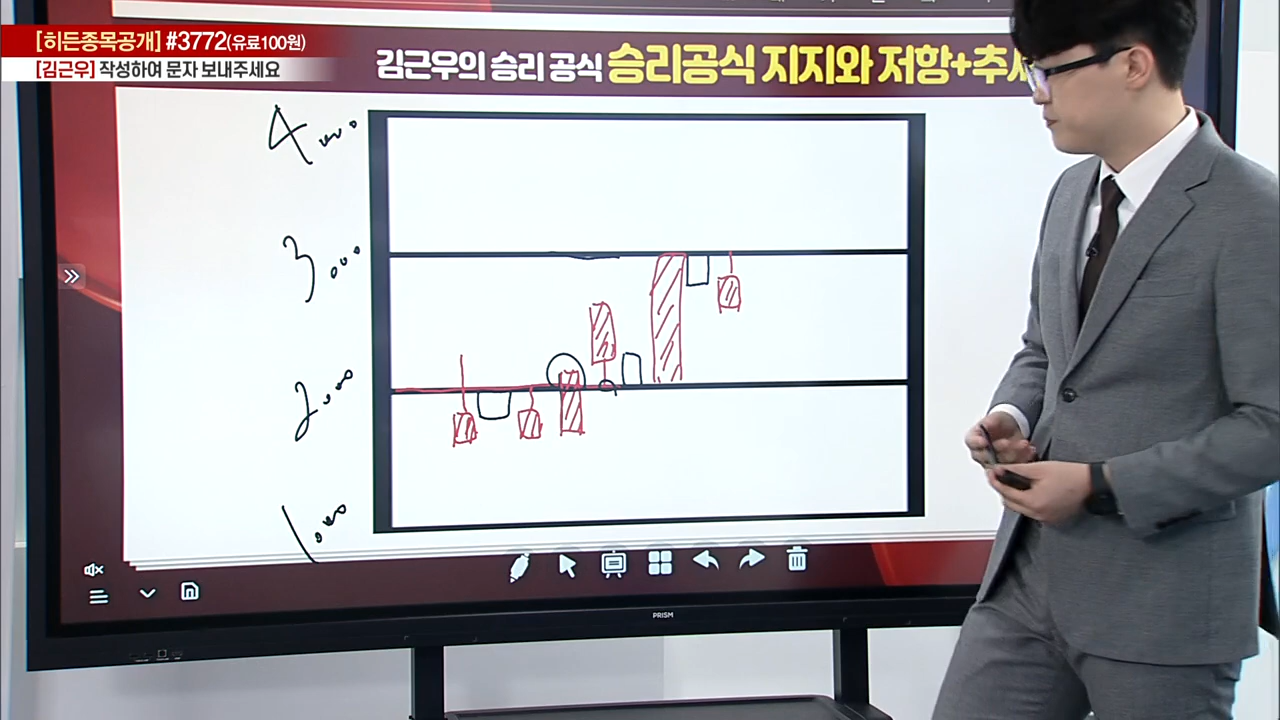 [히든종목공개] #3772(유료100원)
[김근우] 작성하여 문자 보내주세요
김근우의 승리 공식 승리공식 지지와 저항+추세
4000
3000
2000
1000
PRISM